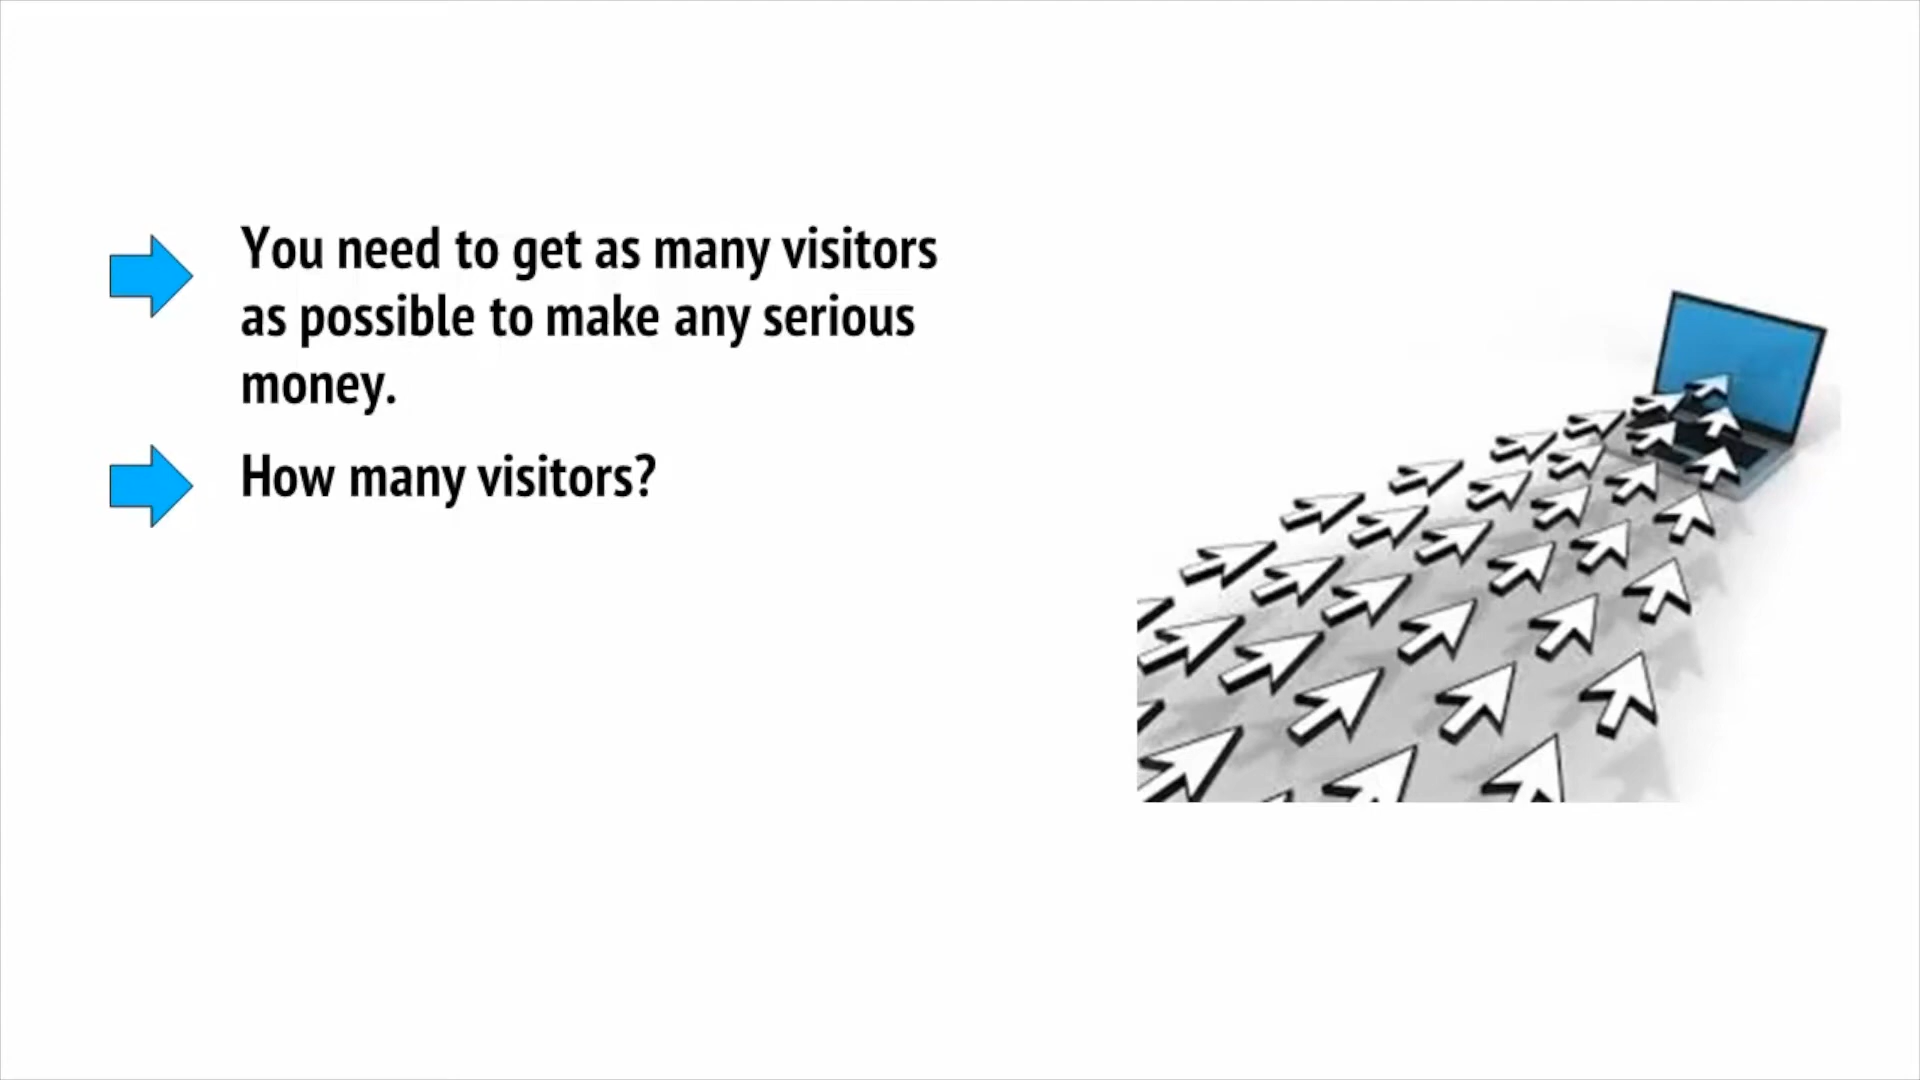 You need to get as many visitors
as possible to make any serious
money.
How many visitors?